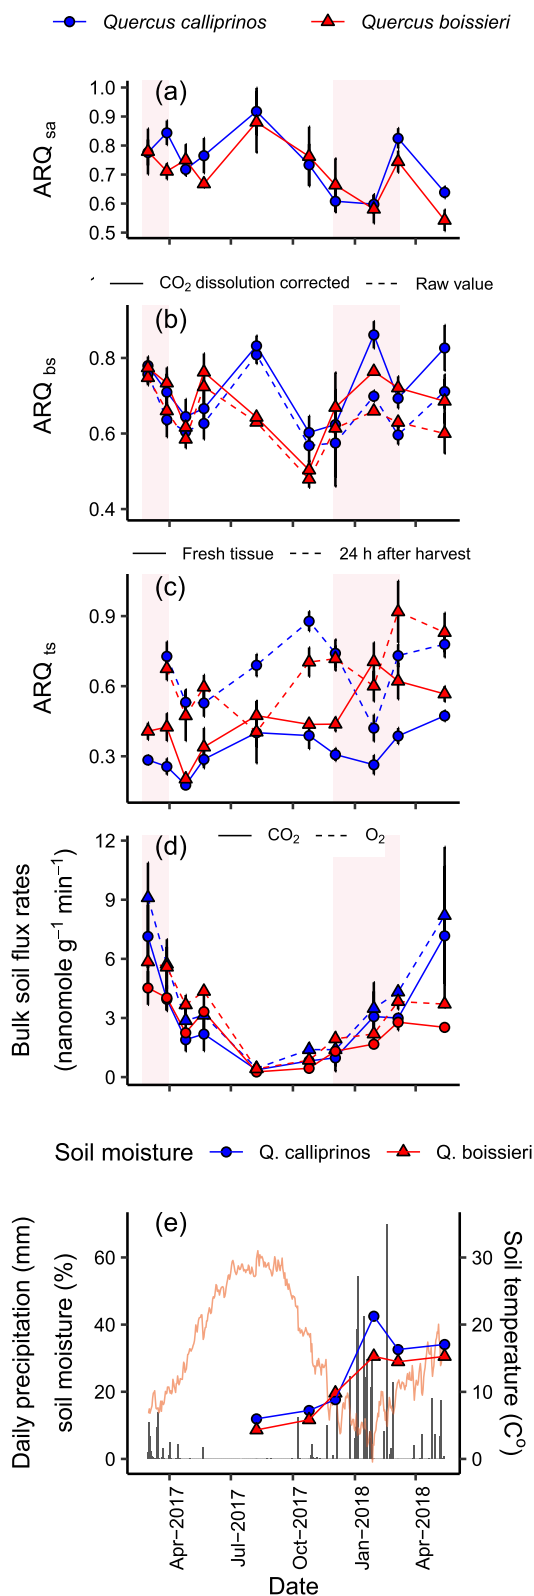 Quercus calliprinos Quercus boissieri
(a)
ARQ sa
1.0
0.9
0.8
0.7
0.6
0.5
CO2 dissolution corrected Raw value
(b)
ARQ bs
0.8
0.6
0.4
Fresh tissue 24 h after harvest
(c)
ARQ ts
0.9
0.6
0.3
CO2 O2
(d)
Bulk soil flux rates
(nanomole g−1 min−1)
12
9
6
3
0
Soil moisture Q. calliprinos Q. boissieri
(e)
Daily precipitation (mm)
soil moisture (%)
60
40
20
0
30
20
10
0
Soil temperature (C°)
Apr−2017
Jul−2017
Oct−2017
Jan−2018
Apr−2018
Date